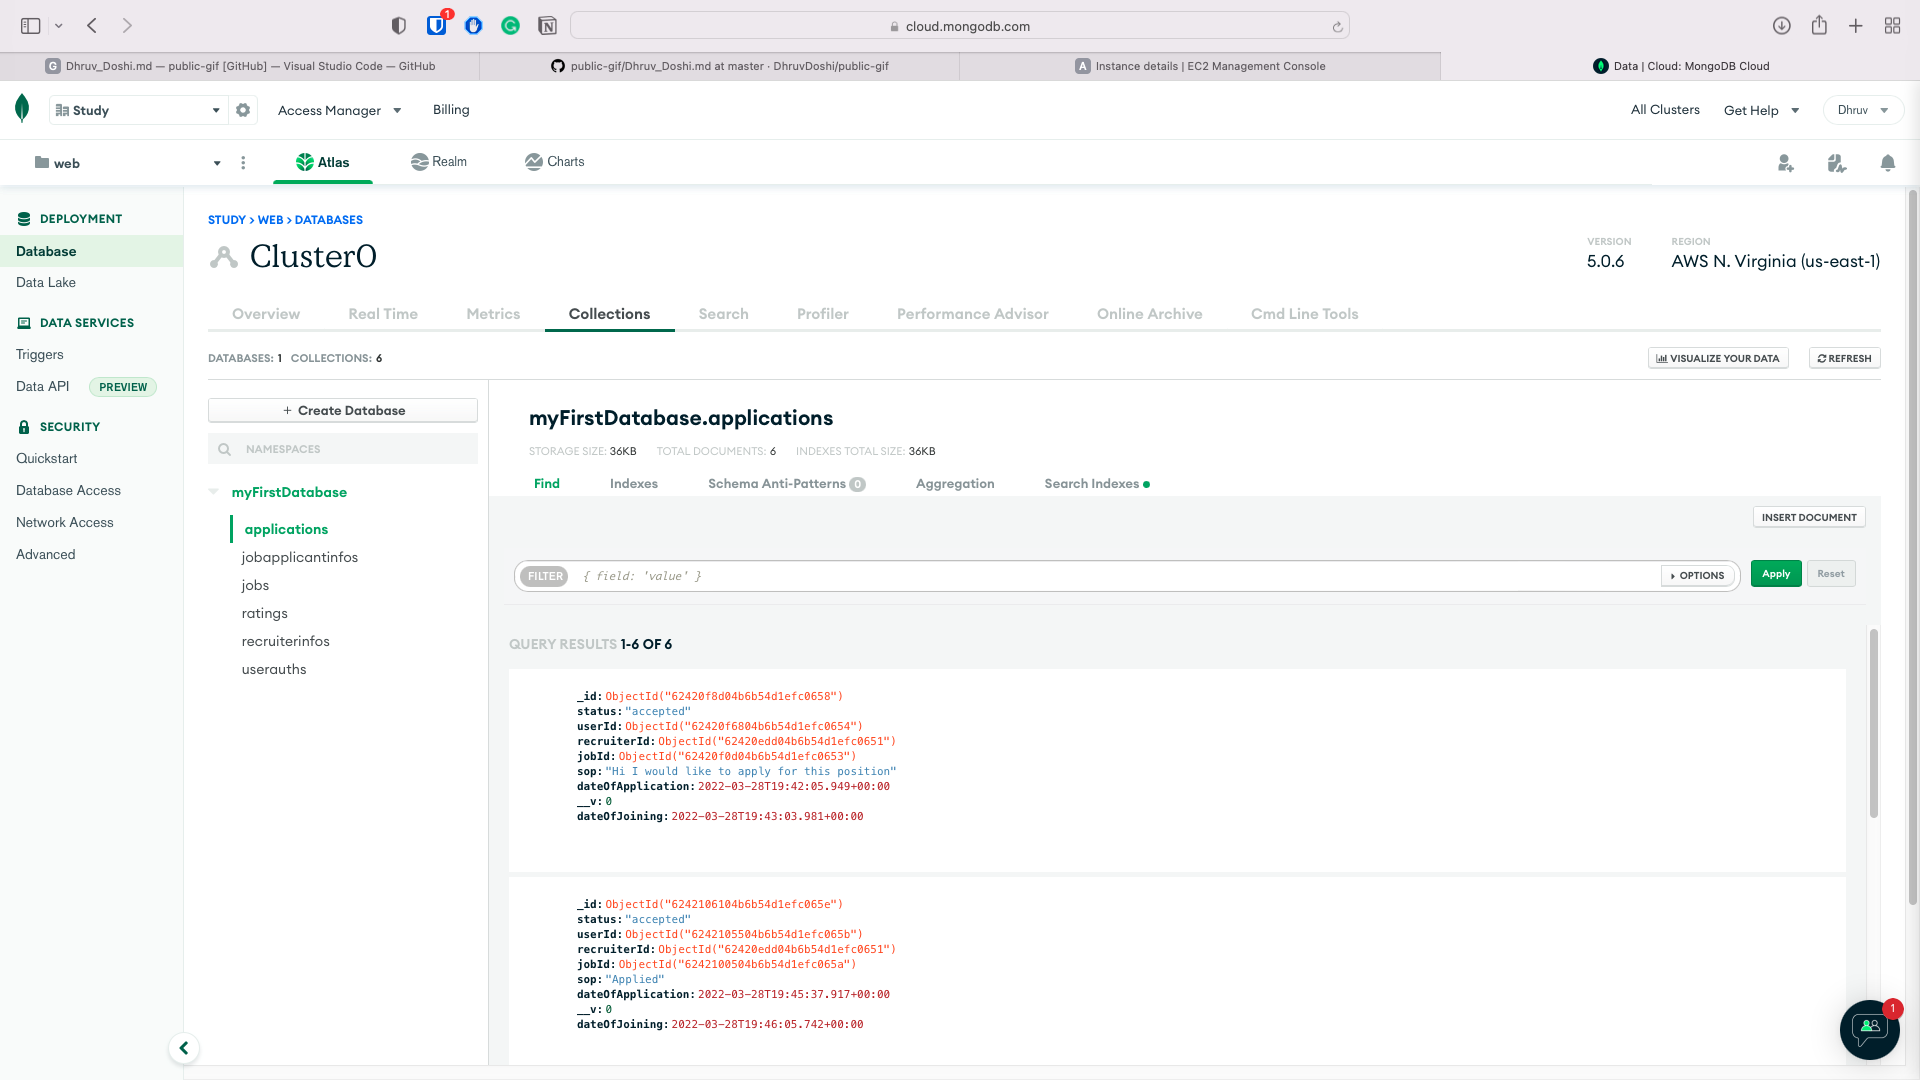 1
cloud.mongodb.com
G Dhruv_Doshi.md — public-gif [GitHub] — Visual Studio Code — GitHub
public-gif/Dhruv_Doshi.md at master · DhruvDoshi/public-gif
A Instance details | EC2 Management Console
Data | Cloud: MongoDB Cloud
Study
Access Manager
Billing
All Clusters
Get Help
Dhruv
web
Atlas
Realm
Charts
DEPLOYMENT
Database
Data Lake
DATA SERVICES
Triggers
Data API PREVIEW
SECURITY
Quickstart
Database Access
Network Access
Advanced
STUDY > WEB > DATABASES
Cluster0
VERSION
5.0.6
REGION
AWS N. Virginia (us-east-1)
Overview Real Time Metrics Collections Search Profiler Performance Advisor Online Archive Cmd Line Tools
DATABASES: 1 COLLECTIONS: 6
VISUALIZE YOUR DATA
REFRESH
+ Create Database
NAMESPACES
myFirstDatabase
applications
jobapplicantinfos
jobs
ratings
recruiterinfos
userauths
myFirstDatabase.applications
STORAGE SIZE: 36KB TOTAL DOCUMENTS: 6 INDEXES TOTAL SIZE: 36KB
Find Indexes Schema Anti-Patterns 0 Aggregation Search Indexes
INSERT DOCUMENT
FILTER { field: 'value' }
OPTIONS
Apply
Reset
QUERY RESULTS 1-6 OF 6
_id: ObjectId("62420f8d04b6b54d1efc0658")
status: "accepted"
userId: ObjectId("62420f6804b6b54d1efc0654")
recruiterId: ObjectId("62420edd04b6b54d1efc0651")
jobId: ObjectId("62420f0d04b6b54d1efc0653")
sop: "Hi I would like to apply for this position"
dateOfApplication: 2022-03-28T19:42:05.949+00:00
__v: 0
dateOfJoining: 2022-03-28T19:43:03.981+00:00
_id: ObjectId("6242106104b6b54d1efc065e")
status: "accepted"
userId: ObjectId("6242105504b6b54d1efc065b")
recruiterId: ObjectId("62420edd04b6b54d1efc0651")
jobId: ObjectId("6242100504b6b54d1efc065a")
sop: "Applied"
dateOfApplication: 2022-03-28T19:45:37.917+00:00
__v: 0
dateOfJoining: 2022-03-28T19:46:05.742+00:00
1